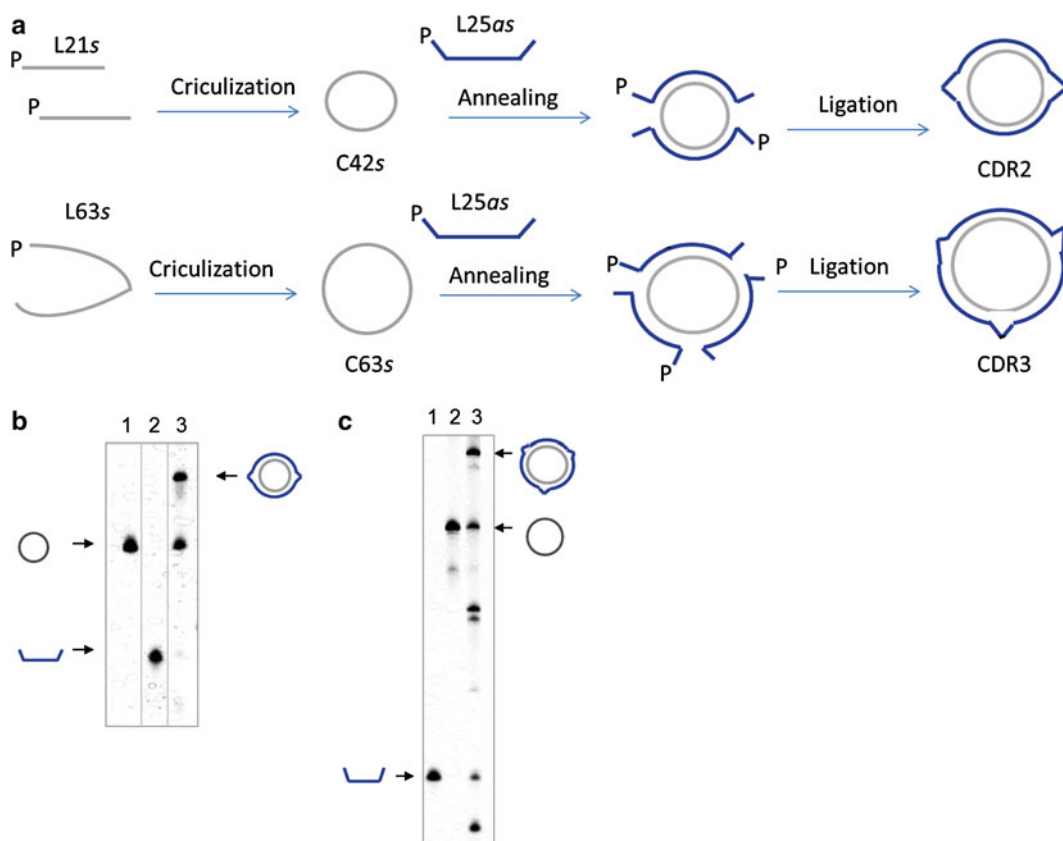 a
L21s
P
P
Criculization
C42s
L25as
P
Annealing
P
P
Ligation
CDR2
L63s
P
Criculization
C63s
L25as
P
Annealing
P
P
P
Ligation
CDR3
b
1 2 3
c
1 2 3